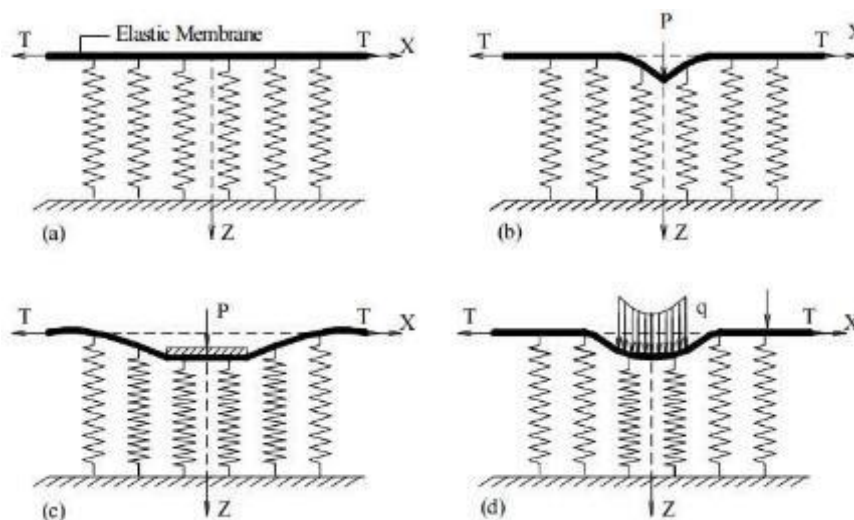 T Elastic Membrane T X
Z
(a)
P
T T X
Z
(b)
P
T T X
Z
(c)
q
T T X
Z
(d)